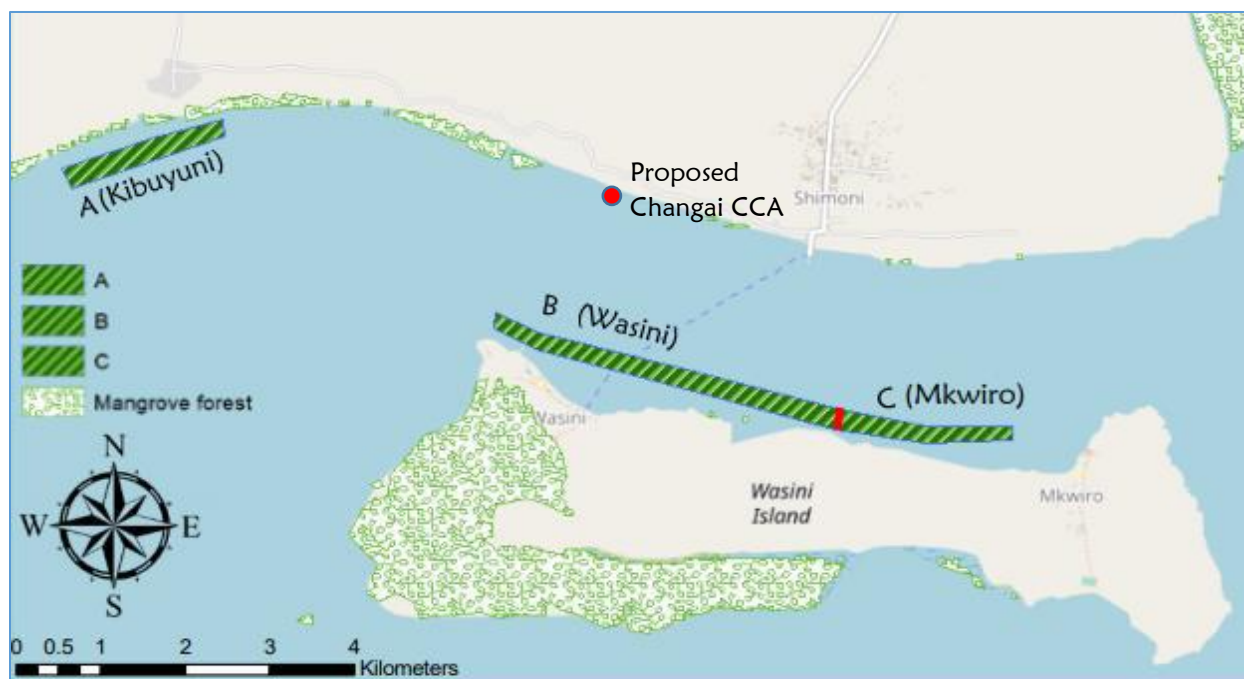 A (Kibuyuni)
Proposed
Changai CCA
Shimoni
A
B
C
Mangrove forest
B (Wasini)
C (Mkwiro)
Wasini
Wasini
Island
Mkwiro
N
W E
S
0 0.5 1 2 3 4
Kilometers